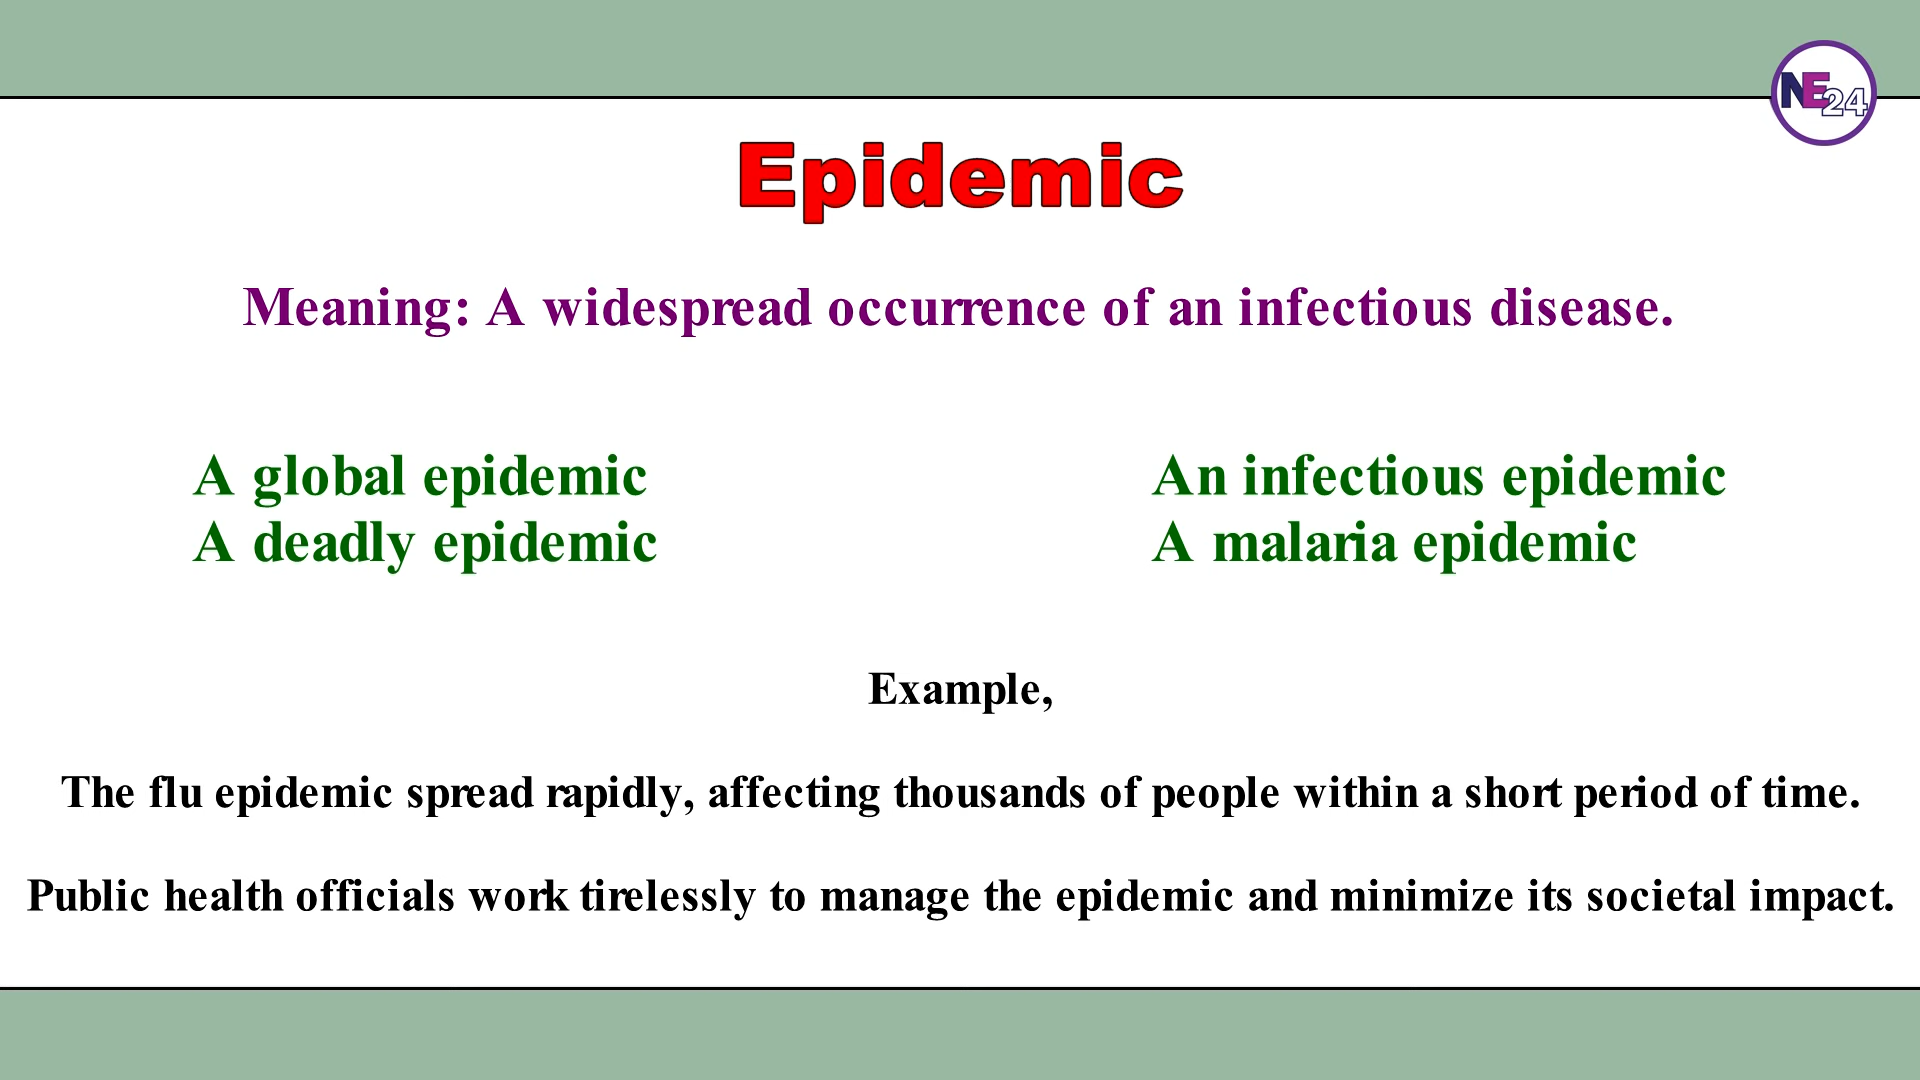 NE24
Epidemic
Meaning: A widespread occurrence of an infectious disease.
A global epidemic
A deadly epidemic
An infectious epidemic
A malaria epidemic
Example,
The flu epidemic spread rapidly, affecting thousands of people within a short period of time.
Public health officials work tirelessly to manage the epidemic and minimize its societal impact.